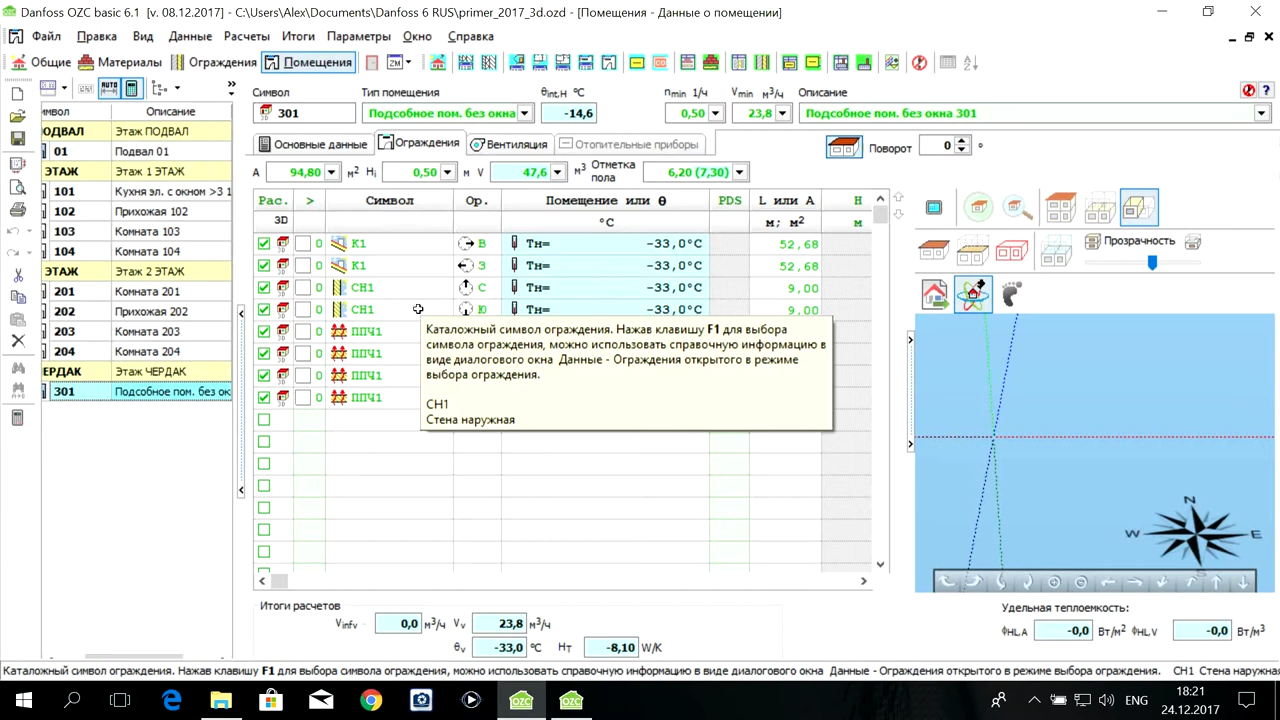 Danfoss OZC basic 6.1 [v. 08.12.2017] - C:\Users\Alex\Documents\Danfoss 6 RUS\primer_2017_3d.ozd - [Помещения - Данные о помещении]
Файл Правка Вид Данные Расчеты Итоги Параметры Окно Справка
Общие Материалы Ограждения Помещения
Символ Тип помещения θint,H °C n min 1/ч Vmin м³/ч Описание
301 Подсобное пом. без окна -14,6 0,50 23,8 Подсобное пом. без окна 301
имвол Описание
ОДВАЛ Этаж ПОДВАЛ
01 Подвал 01
ЭТАЖ Этаж 1 ЭТАЖ
101 Кухня эл. с окном >3 1
102 Прихожая 102
103 Комната 103
104 Комната 104
ЭТАЖ Этаж 2 ЭТАЖ
201 Комната 201
202 Прихожая 202
203 Комната 203
204 Комната 204
ЕРДАК Этаж ЧЕРДАК
301 Подсобное пом. без ок
Основные данные Ограждения Вентиляция Отопительные приборы
Поворот 0 °
A 94,80 м² Hi 0,50 м V 47,6 м³ Отметка пола 6,20 (7,30)
Рас. > Символ Ор. Помещение или θ PDS L или A H
3D °C м; м² м
0 К1 В Tн= -33,0°C 52,68
0 К1 З Tн= -33,0°C 52,68
0 СН1 С Tн= -33,0°C 9,00
0 СН1 Ю Tн= -33,0°C 9,00
0 ППЧ1
0 ППЧ1
0 ППЧ1
0 ППЧ1
Каталожный символ ограждения. Нажав клавишу F1 для выбора
символа ограждения, можно использовать справочную информацию в
виде диалогового окна Данные - Ограждения открытого в режиме
выбора ограждения.
СН1
Стена наружная
Прозрачность
N
W E
S
Итоги расчетов
Vinfv 0,0 м³/ч Vv 23,8 м³/ч
θv -33,0 °C HT -8,10 W/K
Удельная теплоемкость:
ϕHL,A -0,0 Вт/м² ϕHL,V -0,0 Вт/м³
Каталожный символ ограждения. Нажав клавишу F1 для выбора символа ограждения, можно использовать справочную информацию в виде диалогового окна Данные - Ограждения открытого в режиме выбора ограждения. СН1 Стена наружна
ENG 18:21
24.12.2017